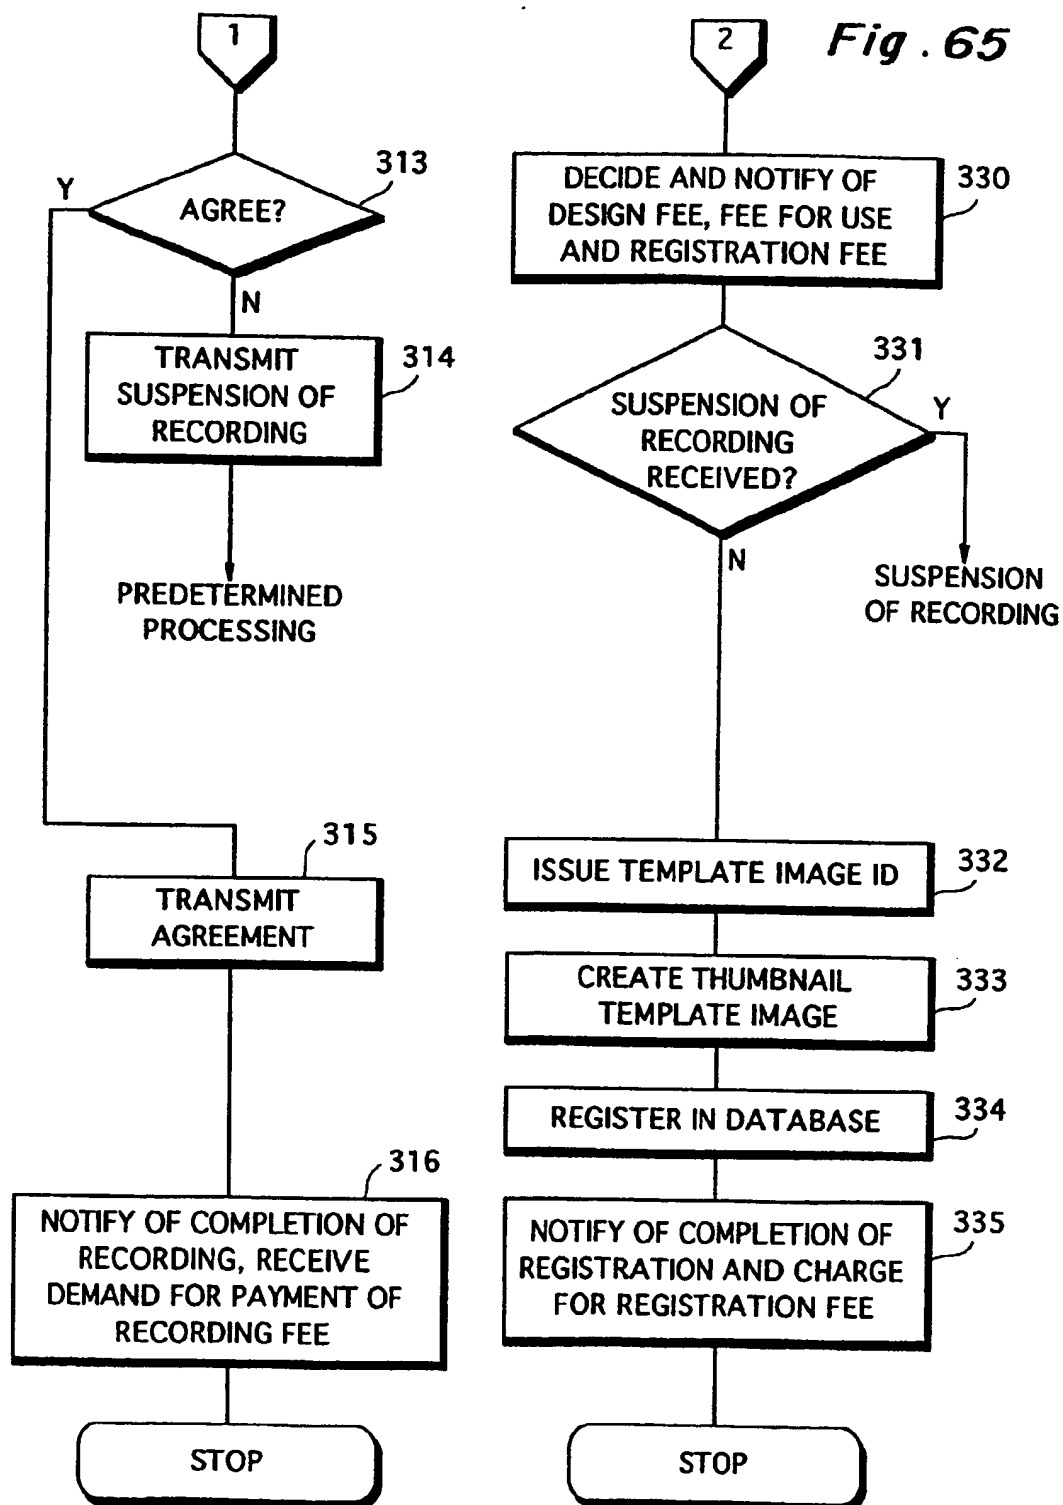 Fig. 65
1
313
Y
AGREE?
N
TRANSMIT
SUSPENSION OF
RECORDING
314
PREDETERMINED
PROCESSING
315
TRANSMIT
AGREEMENT
316
NOTIFY OF COMPLETION OF
RECORDING, RECEIVE
DEMAND FOR PAYMENT OF
RECORDING FEE
STOP
2
DECIDE AND NOTIFY OF
DESIGN FEE, FEE FOR USE
AND REGISTRATION FEE
330
331
SUSPENSION OF
RECORDING
RECEIVED?
Y
N
SUSPENSION
OF RECORDING
ISSUE TEMPLATE IMAGE ID
332
CREATE THUMBNAIL
TEMPLATE IMAGE
333
REGISTER IN DATABASE
334
NOTIFY OF COMPLETION OF
REGISTRATION AND CHARGE
FOR REGISTRATION FEE
335
STOP